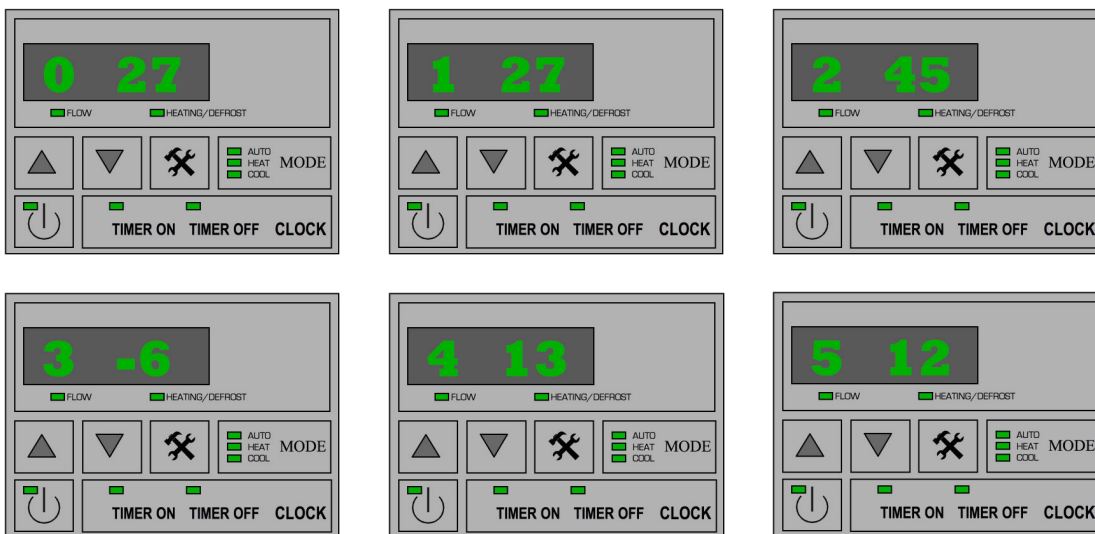 0 27
FLOW HEATING/DEFROST
AUTO
HEAT MODE
COOL
TIMER ON TIMER OFF CLOCK
1 27
FLOW HEATING/DEFROST
AUTO
HEAT MODE
COOL
TIMER ON TIMER OFF CLOCK
2 45
FLOW HEATING/DEFROST
AUTO
HEAT MODE
COOL
TIMER ON TIMER OFF CLOCK
3 -6
FLOW HEATING/DEFROST
AUTO
HEAT MODE
COOL
TIMER ON TIMER OFF CLOCK
4 13
FLOW HEATING/DEFROST
AUTO
HEAT MODE
COOL
TIMER ON TIMER OFF CLOCK
5 12
FLOW HEATING/DEFROST
AUTO
HEAT MODE
COOL
TIMER ON TIMER OFF CLOCK